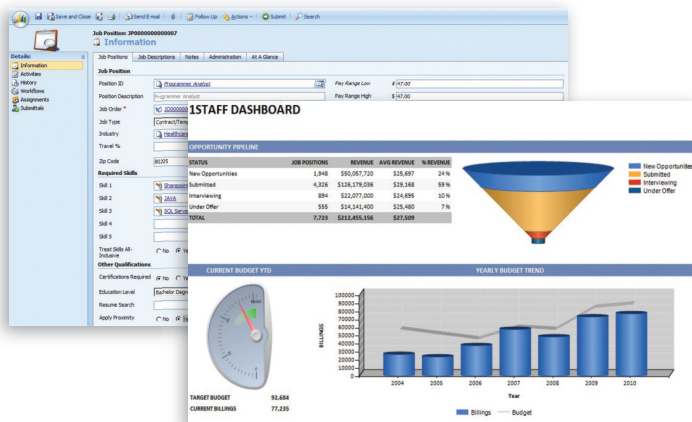 Save and Close
Send E-mail
Follow Up
Actions
Submit
Search
Job Position: JP0000000000007
Information
Details:
Information
Activities
History
Workflows
Assignments
Submittals
Job Positions Job Descriptions Notes Administration At A Glance
Job Position
Position ID Programmer Analyst Pay Range Low $ 47.00
Position Description Programmer Analyst Pay Range High $ 47.00
Job Order *
Job Type Contract/Temp
Industry Healthcare
Travel %
Zip Code
Required Skills
Skill 1 Sharepoin
Skill 2 JAVA
Skill 3 SQL Serve
Skill 4
Skill 5
Treat Skills All-Inclusive No Ye
Other Qualifications
Certifications Required No Ye
Education Level Bachelor Degr
Resume Search
Apply Proximity No Ye
1STAFF DASHBOARD
OPPORTUNITY PIPELINE
STATUS JOB POSITIONS REVENUE AVG REVENUE % REVENUE
New Opportunities 1,948 $50,057,720 $25,697 24 %
Submitted 4,326 $126,179,036 $29,168 59 %
Interviewing 894 $22,077,000 $24,695 10 %
Under Offer 555 $14,141,400 $25,480 7 %
TOTAL 7,723 $212,455,156 $27,509
New Opportunities
Submitted
Interviewing
Under Offer
CURRENT BUDGET YTD
YEARLY BUDGET TREND
TARGET BUDGET 92,684
CURRENT BILLINGS 77,235
BILLINGS
100000
90000
80000
70000
60000
50000
40000
30000
20000
10000
0
2004 2005 2006 2007 2008 2009 2010
Year
Billings Budget